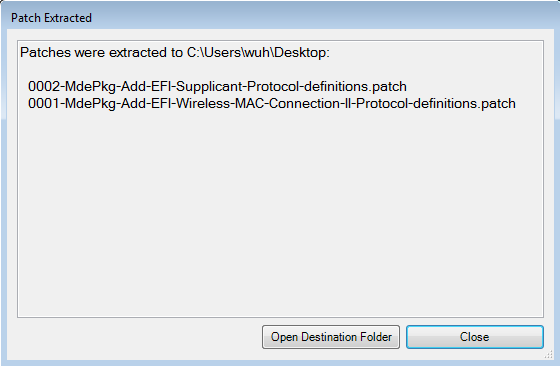 Patch Extracted
Patches were extracted to C:\Users\wuh\Desktop:
0002-MdePkg-Add-EFI-Supplicant-Protocol-definitions.patch
0001-MdePkg-Add-EFI-Wireless-MAC-Connection-II-Protocol-definitions.patch
Open Destination Folder
Close